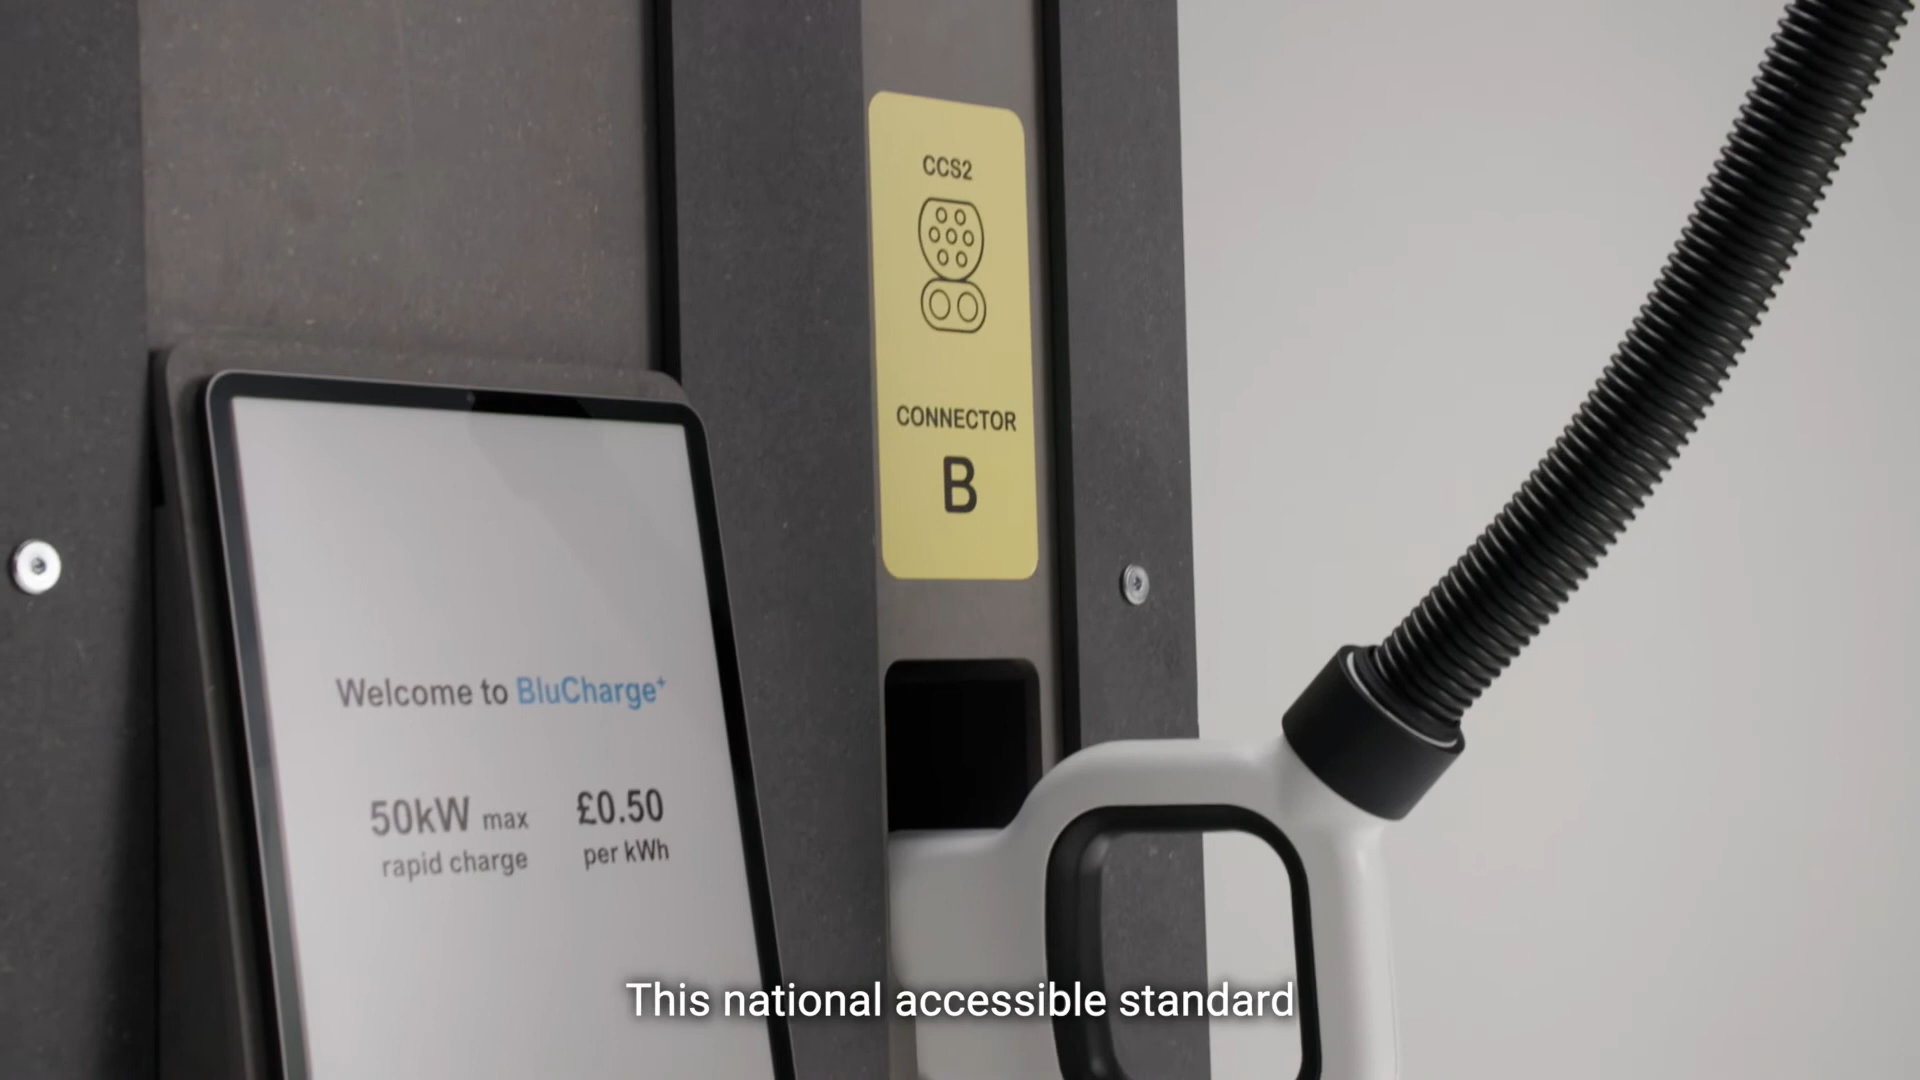 CCS2
CONNECTOR
B
Welcome to BluCharge+
50kW max
rapid charge
£0.50
per kWh
This national accessible standard